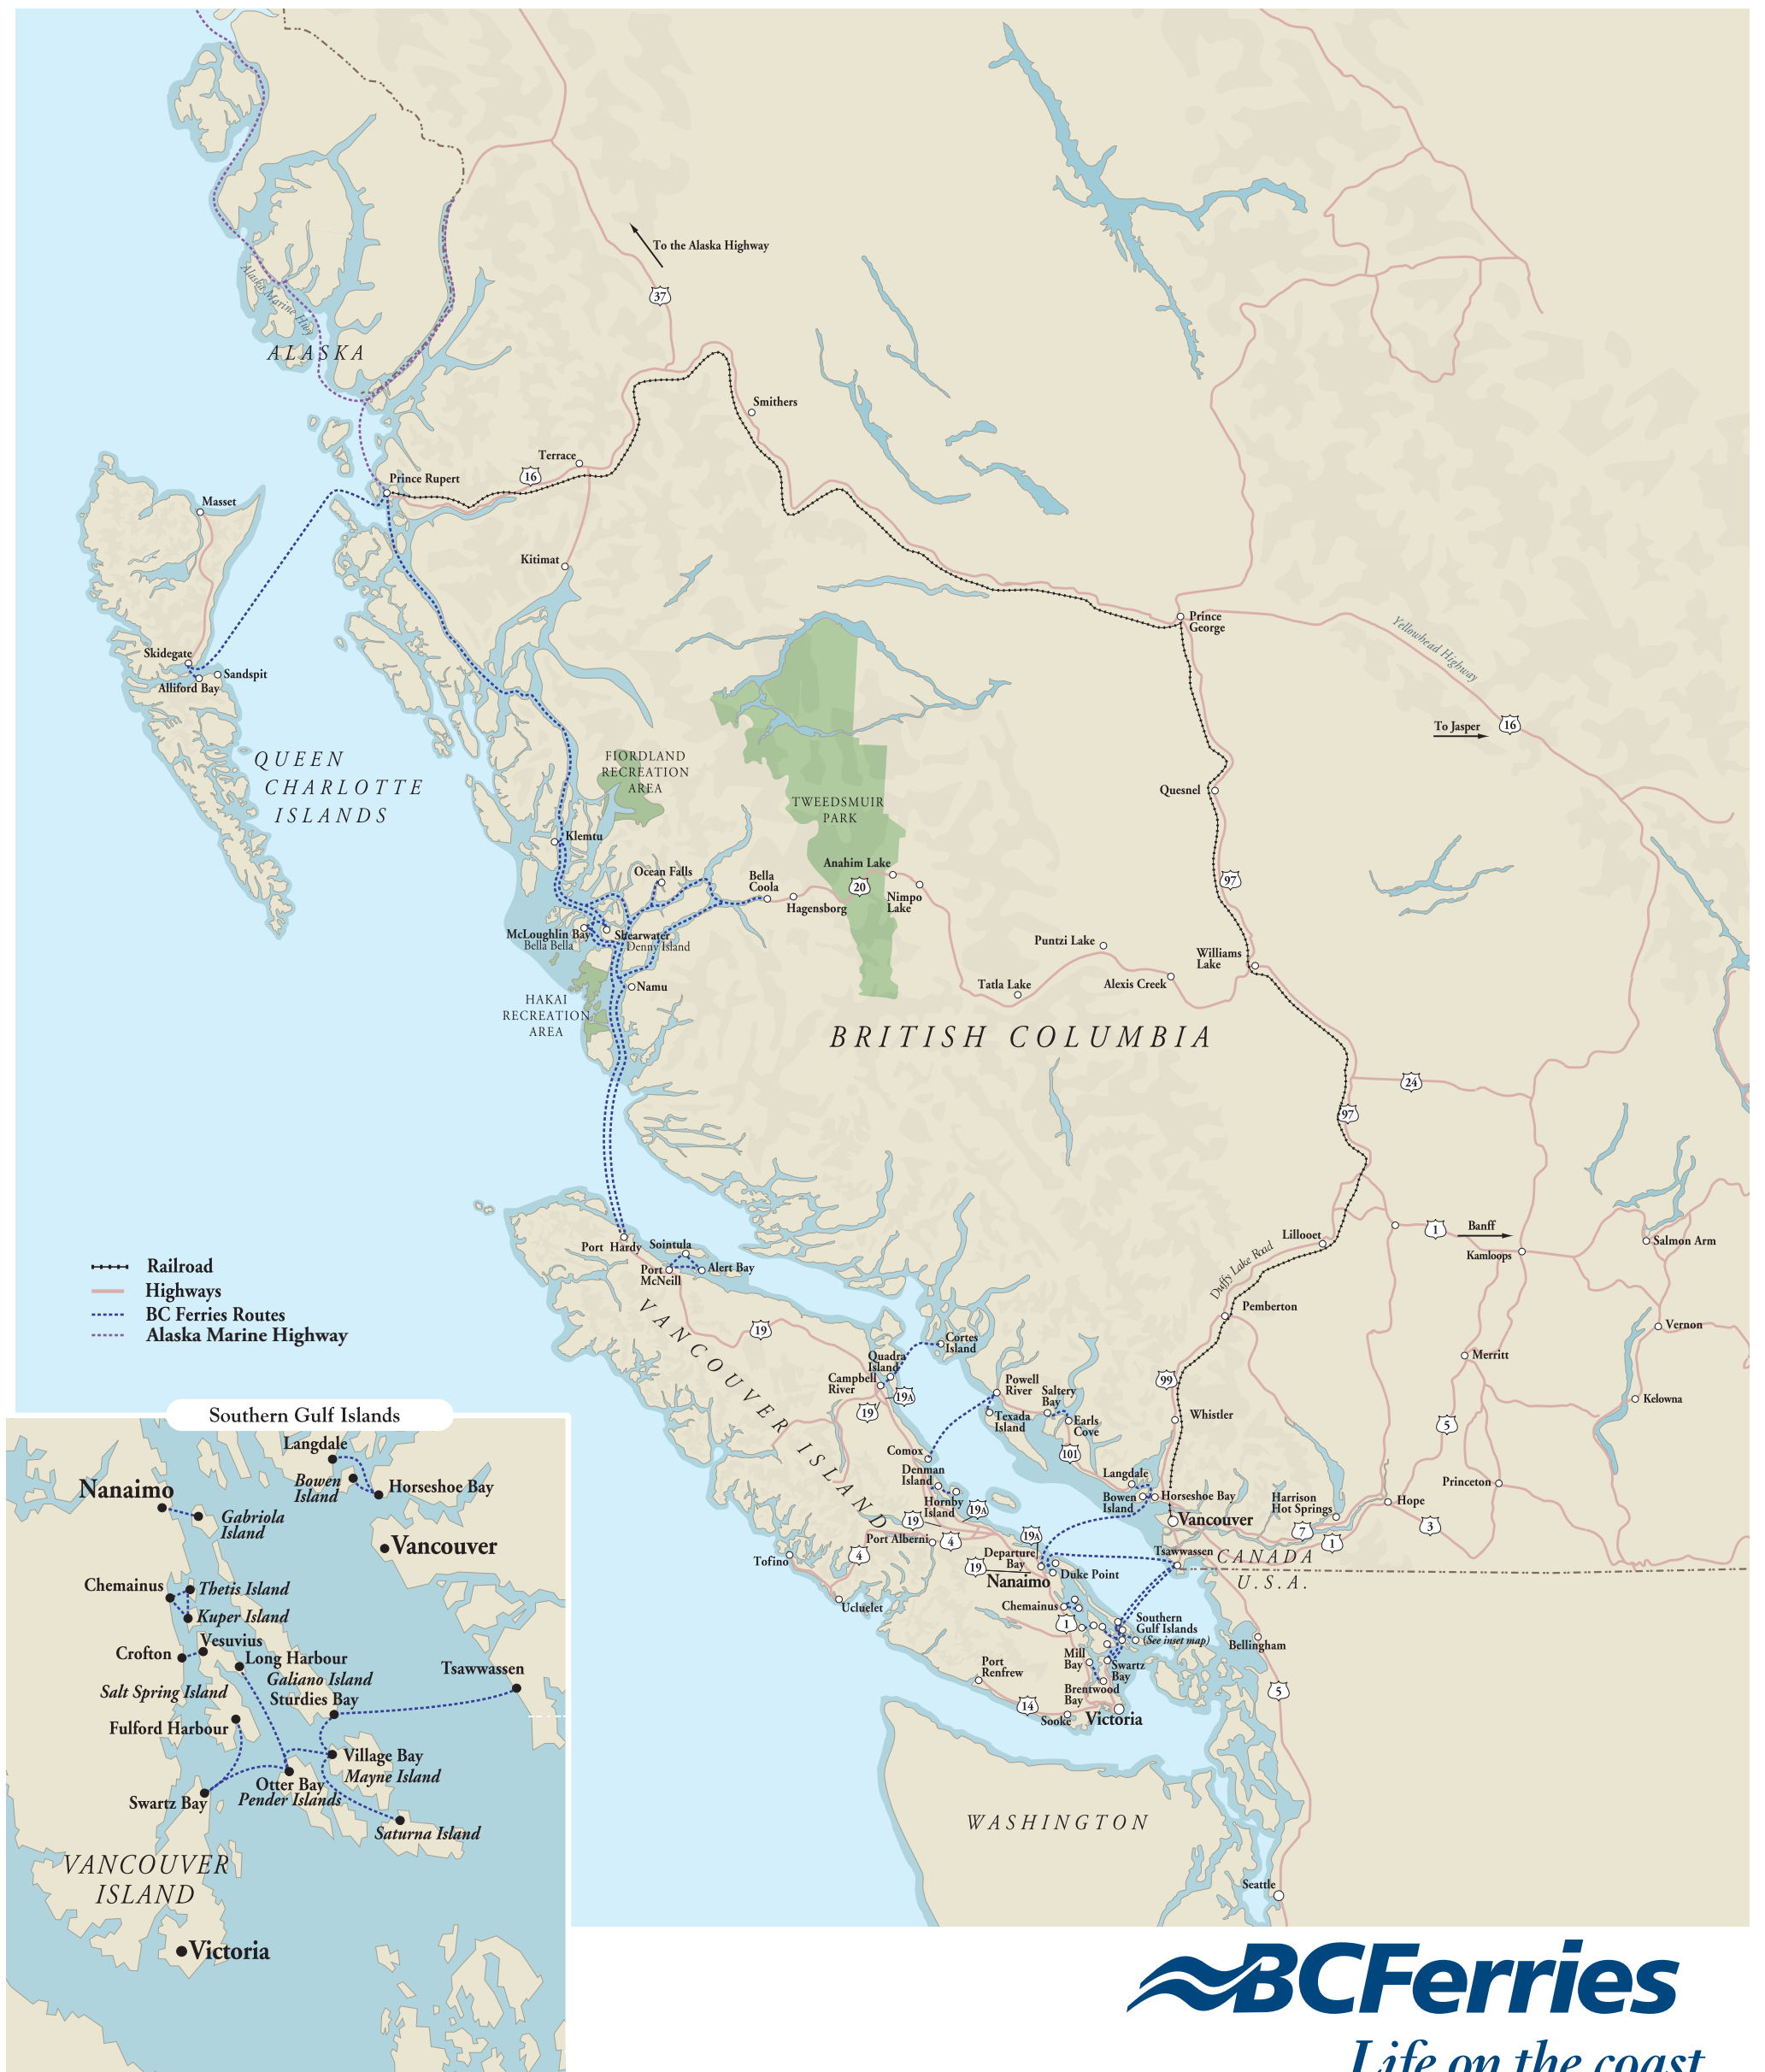 To the Alaska Highway
37
Alaska Marine Hwy
ALASKA
Smithers
Terrace
16
Prince Rupert
Masset
Kitimat
Prince
George
Yellowhead Highway
Skidegate
Sandspit
Alliford Bay
To Jasper
16
QUEEN
CHARLOTTE
ISLANDS
FIORDLAND
RECREATION
AREA
Quesnel
TWEEDSMUIR
PARK
Klemtu
Ocean Falls
Bella
Coola
Anahim Lake
20
97
Hagensborg
Nimpo
Lake
McLoughlin Bay
Bella Bella
Shearwater
Denny Island
Puntzi Lake
Williams
Lake
Namu
Tatla Lake
Alexis Creek
HAKAI
RECREATION
AREA
BRITISH COLUMBIA
24
97
Port Hardy
Sointula
Port
McNeill
Alert Bay
Lillooet
1
Banff
Kamloops
Salmon Arm
Duffy Lake Road
Railroad
Highways
BC Ferries Routes
Alaska Marine Highway
Pemberton
Vernon
VANCOUVER ISLAND
19
Cortes
Island
Quadra
Island
Merritt
Campbell
River
19A
19
Powell
River
Saltery
Bay
99
Kelowna
Texada
Island
Earls
Cove
Whistler
5
101
Comox
Denman
Island
Langdale
Princeton
Hornby
Island
19A
Bowen
Island
Horseshoe Bay
Harrison
Hot Springs
Hope
19
Vancouver
7
3
1
Port Alberni
4
19A
4
Tofino
Departure
Bay
Tsawwassen
CANADA
U.S.A.
19
Nanaimo
Duke Point
Ucluelet
Chemainus
1
Southern
Gulf Islands
(See inset map)
Bellingham
Mill
Bay
Swartz
Bay
Port
Renfrew
Brentwood
Bay
5
14
Sooke
Victoria
WASHINGTON
Seattle
Southern Gulf Islands
Langdale
Nanaimo
Bowen
Island
Horseshoe Bay
Gabriola
Island
Vancouver
Chemainus
Thetis Island
Kuper Island
Vesuvius
Crofton
Long Harbour
Galiano Island
Tsawwassen
Salt Spring Island
Sturdies Bay
Fulford Harbour
Village Bay
Mayne Island
Otter Bay
Pender Islands
Swartz Bay
Saturna Island
VANCOUVER
ISLAND
Victoria
BCFerries
Life on the coast